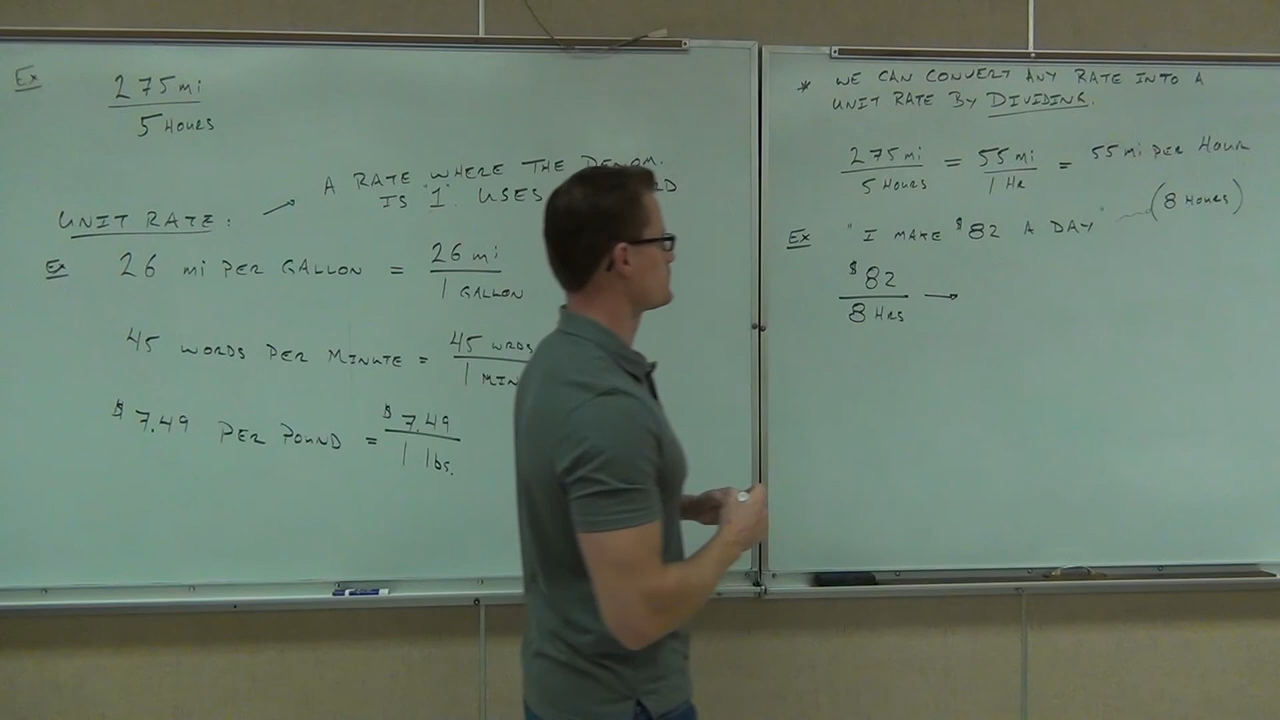 Ex
275 mi
5 HOURS
UNIT RATE:
A RATE WHERE THE DENOM.
IS "1". USES
Ex 26 mi PER GALLON = 26 mi
1 GALLON
45 WORDS PER MINUTE = 45 WRDS
1 MIN
$7.49 PER POUND = $7.49
1 lbs.
* WE CAN CONVERT ANY RATE INTO A
UNIT RATE BY DIVIDING.
275 mi = 55 mi = 55 mi PER HOUR
5 HOURS 1 HR
Ex "I MAKE $82 A DAY" (8 HOURS)
$82
8 HRS →